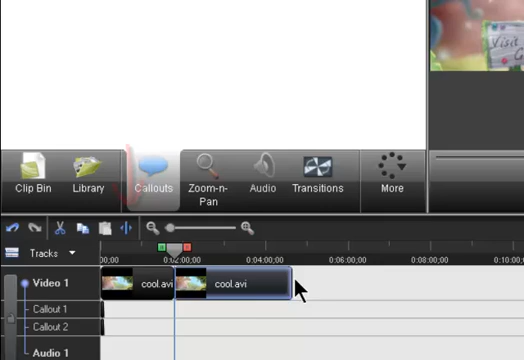 Visit
Clip Bin
Library
Callouts
Zoom-n-
Pan
Audio
Transitions
More
Tracks
00;00
0:02:00;00
0:04:00;00
0:06:00;00
0:08:00;00
0:10:00;
Video 1
cool.avi
cool.avi
Callout 1
Callout 2
Audio 1